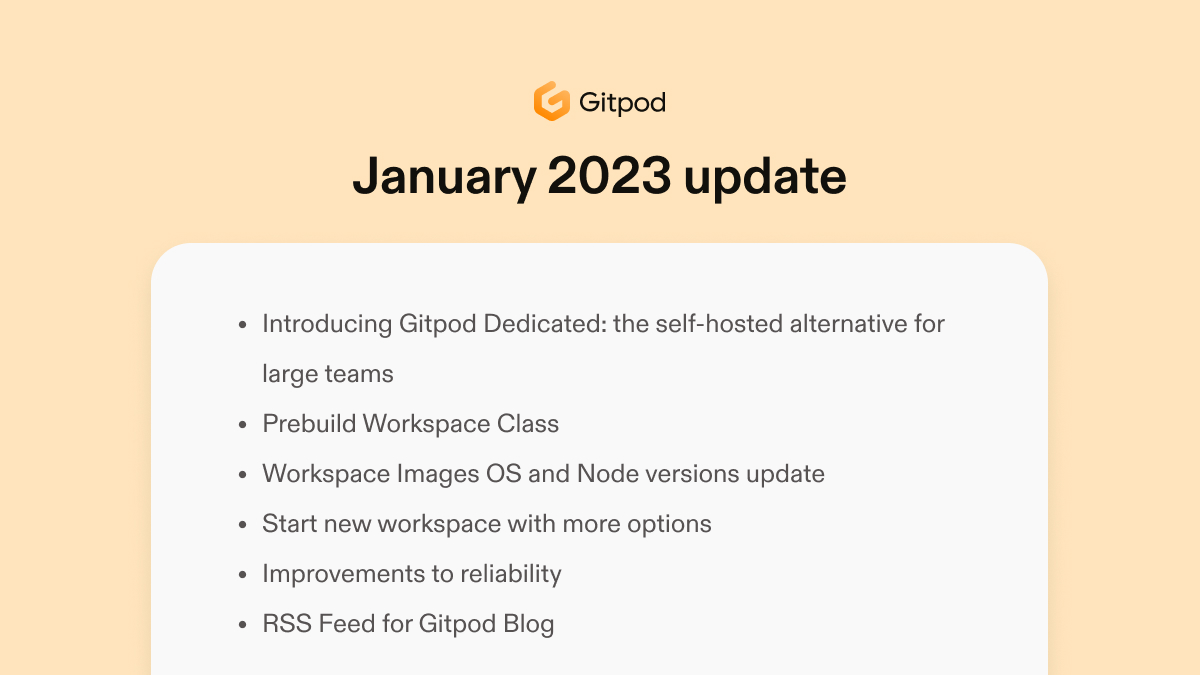 Gitpod
January 2023 update
• Introducing Gitpod Dedicated: the self-hosted alternative for
large teams
• Prebuild Workspace Class
• Workspace Images OS and Node versions update
• Start new workspace with more options
• Improvements to reliability
• RSS Feed for Gitpod Blog